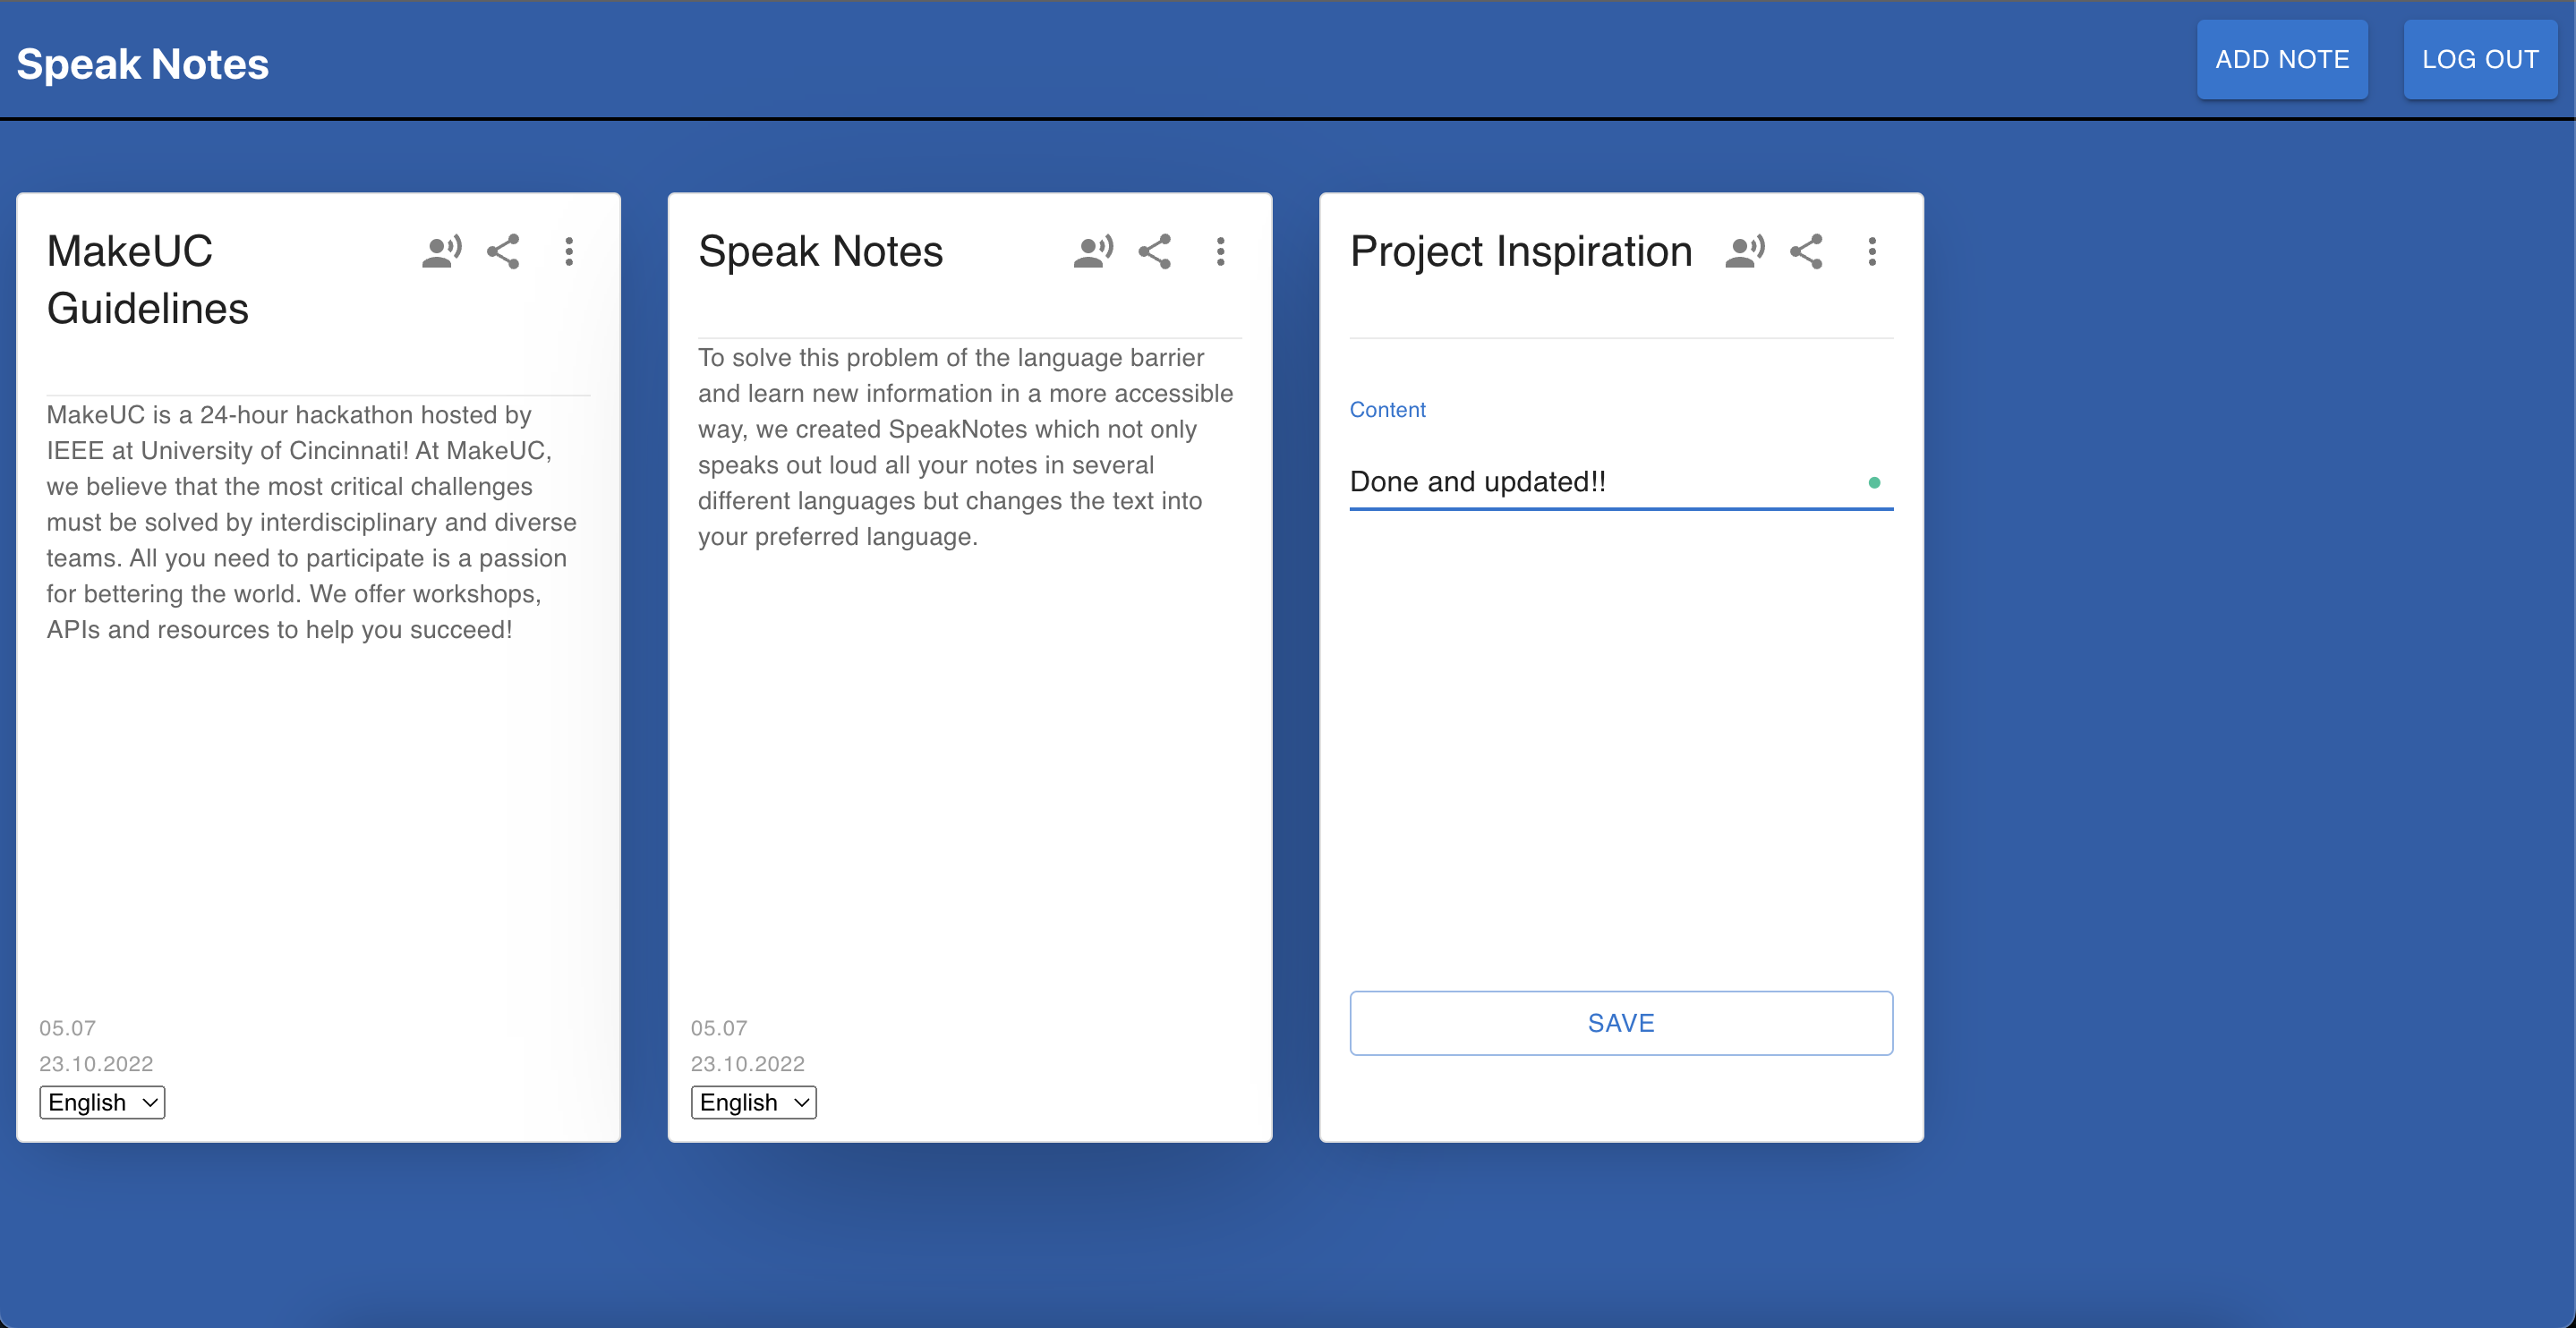 Speak Notes
ADD NOTE
LOG OUT
MakeUC
Guidelines
MakeUC is a 24-hour hackathon hosted by
IEEE at University of Cincinnati! At MakeUC,
we believe that the most critical challenges
must be solved by interdisciplinary and diverse
teams. All you need to participate is a passion
for bettering the world. We offer workshops,
APIs and resources to help you succeed!
05.07
23.10.2022
English
Speak Notes
To solve this problem of the language barrier
and learn new information in a more accessible
way, we created SpeakNotes which not only
speaks out loud all your notes in several
different languages but changes the text into
your preferred language.
05.07
23.10.2022
English
Project Inspiration
Content
Done and updated!!
SAVE